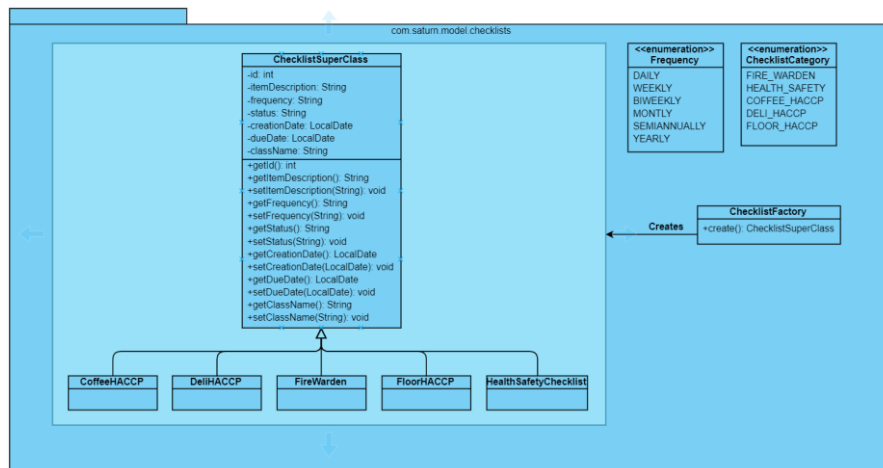 com.saturn.model.checklists
ChecklistSuperClass
-id: int
-itemDescription: String
-frequency: String
-status: String
-creationDate: LocalDate
-dueDate: LocalDate
-className: String
+getId(): int
+getItemDescription(): String
+setItemDescription(String): void
+getFrequency(): String
+setFrequency(String): void
+getStatus(): String
+setStatus(String): void
+getCreationDate(): LocalDate
+setCreationDate(LocalDate): void
+getDueDate(): LocalDate
+setDueDate(LocalDate): void
+getClassName(): String
+setClassName(String): void
<<enumeration>>
Frequency
DAILY
WEEKLY
BIWEEKLY
MONTLY
SEMIANNUALLY
YEARLY
<<enumeration>>
ChecklistCategory
FIRE_WARDEN
HEALTH_SAFETY
COFFEE_HACCP
DELI_HACCP
FLOOR_HACCP
Creates
ChecklistFactory
+create(): ChecklistSuperClass
CoffeeHACCP
DeliHACCP
FireWarden
FloorHACCP
HealthSafetyChecklist